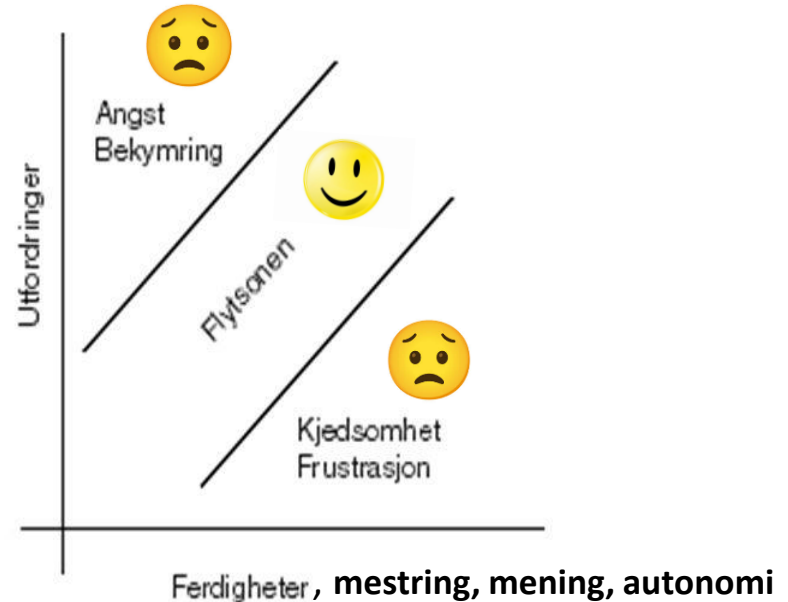 Angst
Bekymring
Utfordringer
Flytsonen
Kjedsomhet
Frustrasjon
Ferdigheter, mestring, mening, autonomi